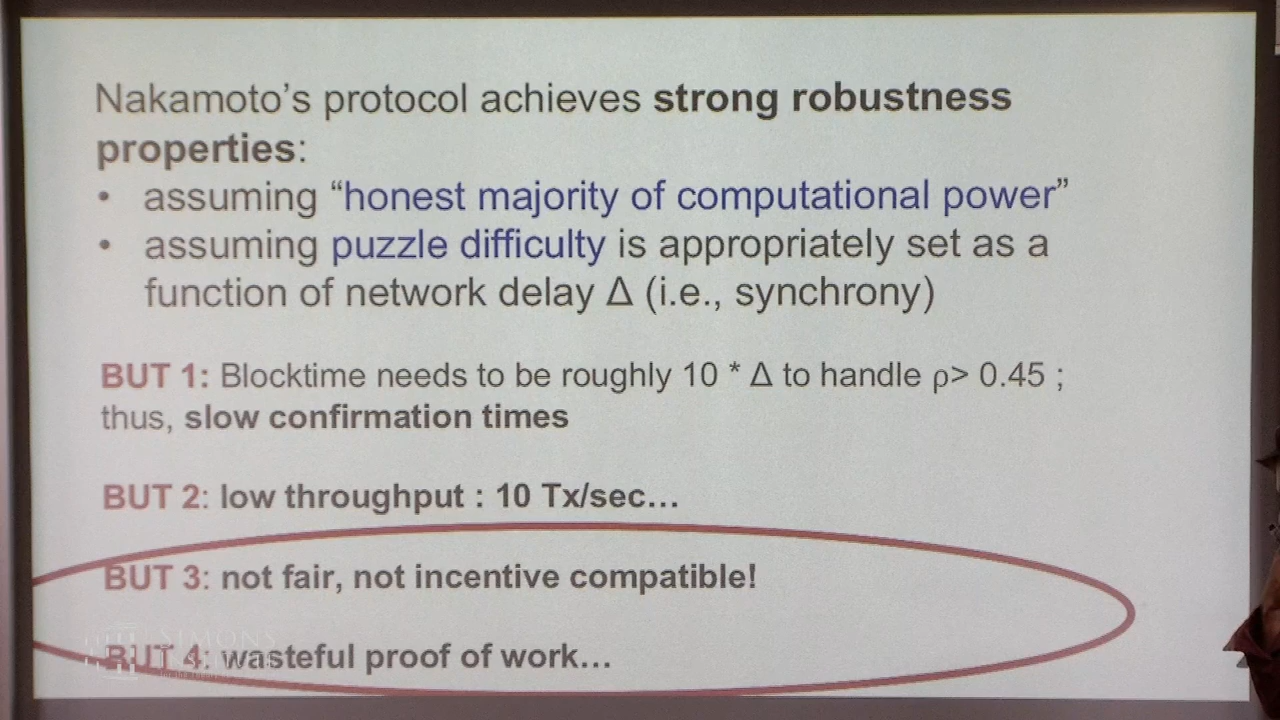 Nakamoto's protocol achieves strong robustness
properties:
• assuming “honest majority of computational power”
• assuming puzzle difficulty is appropriately set as a
function of network delay Δ (i.e., synchrony)
BUT 1: Blocktime needs to be roughly 10 * Δ to handle ρ> 0.45 ;
thus, slow confirmation times
BUT 2: low throughput : 10 Tx/sec...
BUT 3: not fair, not incentive compatible!
BUT 4: wasteful proof of work...
SIMONS
INSTITUTE